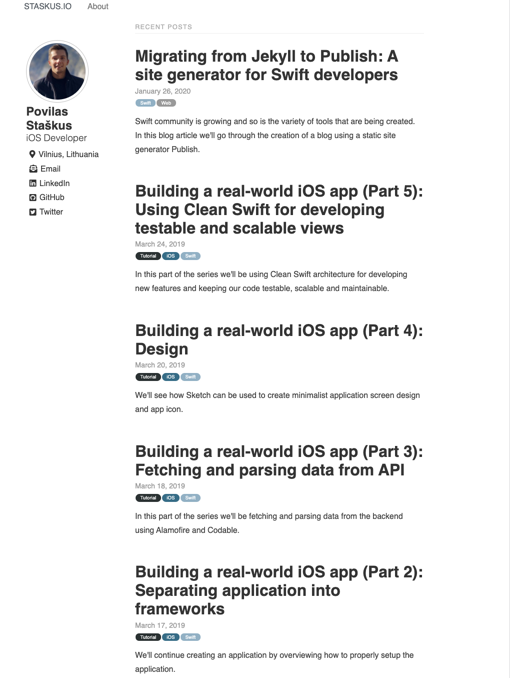 STASKUS.IO About
RECENT POSTS
Povilas
Staškus
iOS Developer
Vilnius, Lithuania
Email
LinkedIn
GitHub
Twitter
Migrating from Jekyll to Publish: A
site generator for Swift developers
January 26, 2020
Swift Web
Swift community is growing and so is the variety of tools that are being created.
In this blog article we'll go through the creation of a blog using a static site
generator Publish.
Building a real-world iOS app (Part 5):
Using Clean Swift for developing
testable and scalable views
March 24, 2019
Tutorial iOS Swift
In this part of the series we'll be using Clean Swift architecture for developing
new features and keeping our code testable, scalable and maintainable.
Building a real-world iOS app (Part 4):
Design
March 20, 2019
Tutorial iOS Swift
We'll see how Sketch can be used to create minimalist application screen design
and app icon.
Building a real-world iOS app (Part 3):
Fetching and parsing data from API
March 18, 2019
Tutorial iOS Swift
In this part of the series we'll be fetching and parsing data from the backend
using Alamofire and Codable.
Building a real-world iOS app (Part 2):
Separating application into
frameworks
March 17, 2019
Tutorial iOS Swift
We'll continue creating an application by overviewing how to properly setup the
application.